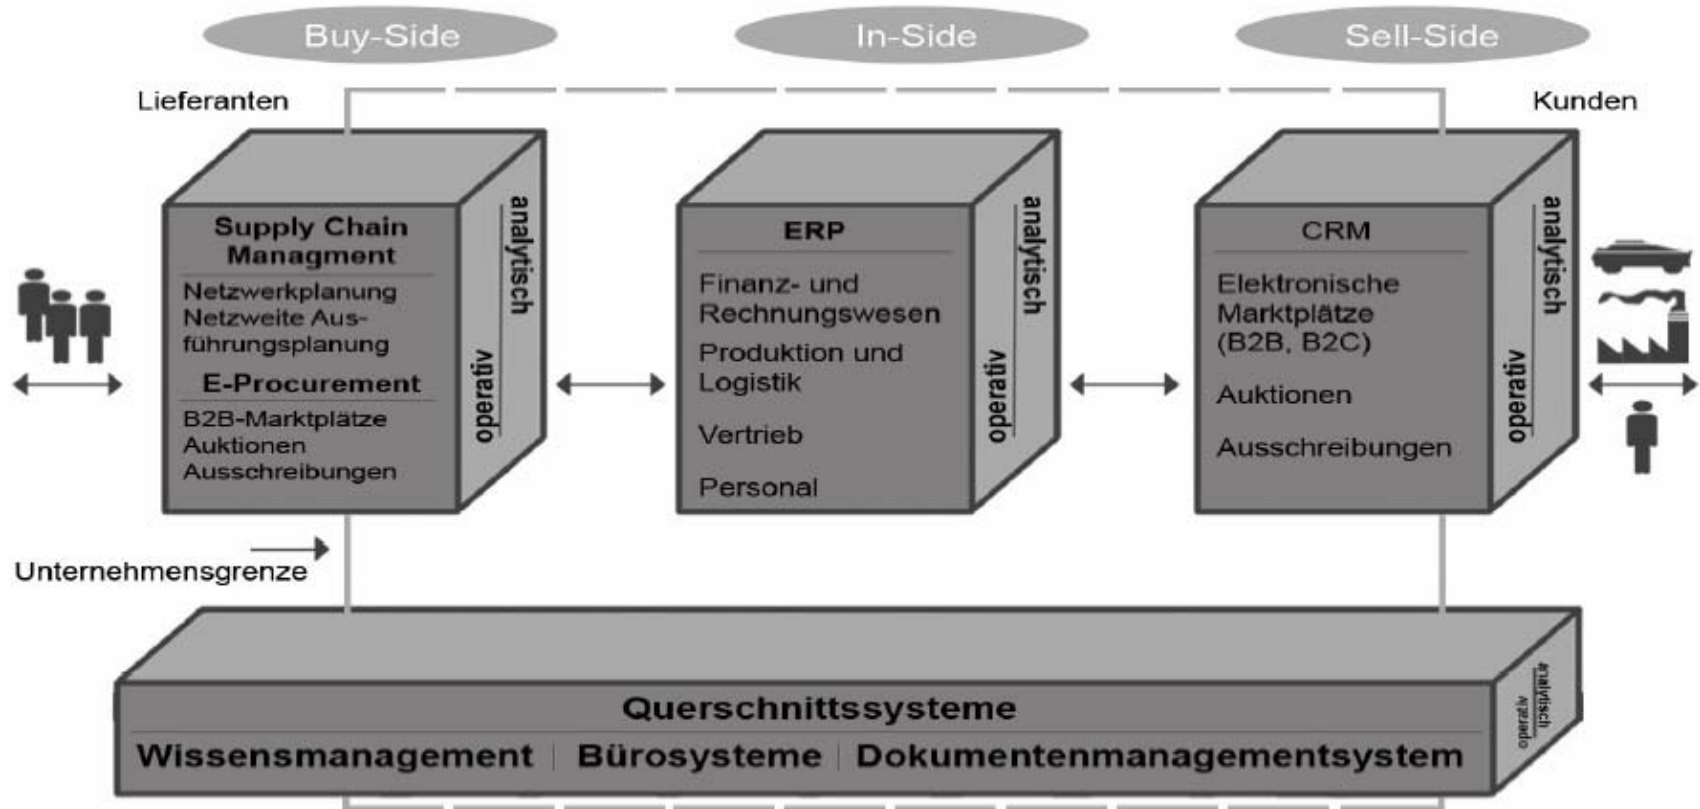 Buy-Side
In-Side
Sell-Side
Lieferanten
Kunden
Supply Chain
Managment
Netzwerkplanung
Netzweite Aus-
führungsplanung
E-Procurement
B2B-Marktplätze
Auktionen
Ausschreibungen
analytisch
operativ
ERP
Finanz- und
Rechnungswesen
Produktion und
Logistik
Vertrieb
Personal
analytisch
operativ
CRM
Elektronische
Marktplätze
(B2B, B2C)
Auktionen
Ausschreibungen
analytisch
operativ
Unternehmensgrenze
Querschnittssysteme
Wissensmanagement | Bürosysteme | Dokumentenmanagementsystem
analytisch
operativ